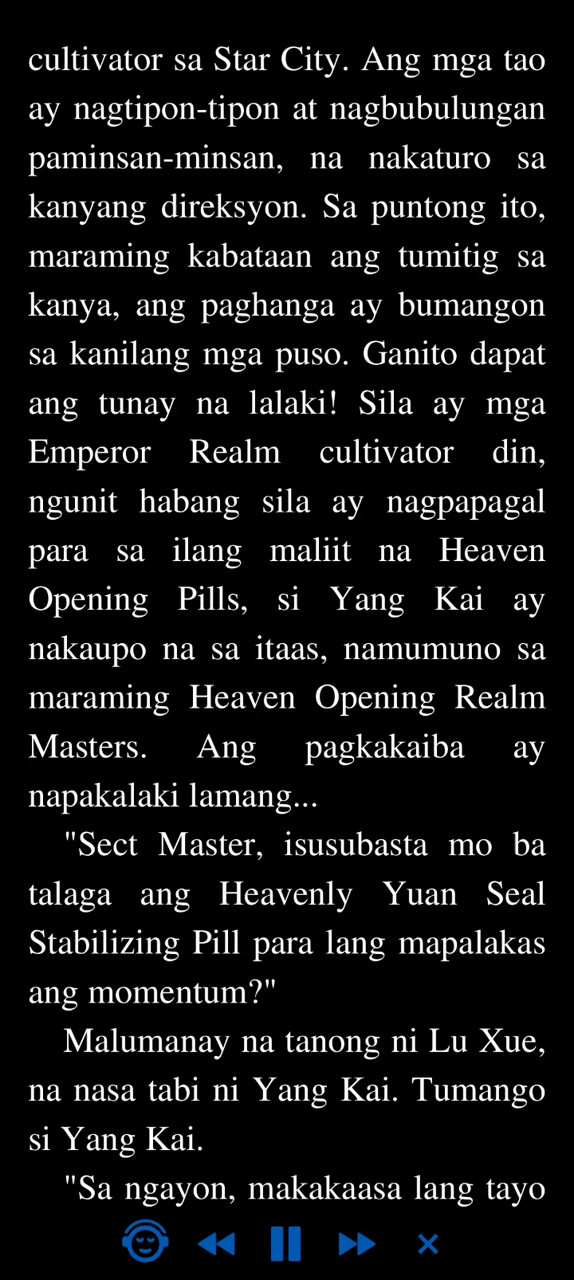 cultivator sa Star City. Ang mga tao
ay nagtipon-tipon at nagbubulungan
paminsan-minsan, na nakaturo sa
kanyang direksyon. Sa puntong ito,
maraming kabataan ang tumitig sa
kanya, ang paghanga ay bumangon
sa kanilang mga puso. Ganito dapat
ang tunay na lalaki! Sila ay mga
Emperor Realm cultivator din,
ngunit habang sila ay nagpapagal
para sa ilang maliit na Heaven
Opening Pills, si Yang Kai ay
nakaupo na sa itaas, namumuno sa
maraming Heaven Opening Realm
Masters. Ang pagkakaiba ay
napakalaki lamang...
"Sect Master, isusubasta mo ba
talaga ang Heavenly Yuan Seal
Stabilizing Pill para lang mapalakas
ang momentum?"
Malumanay na tanong ni Lu Xue,
na nasa tabi ni Yang Kai. Tumango
si Yang Kai.
"Sa ngayon, makakaasa lang tayo